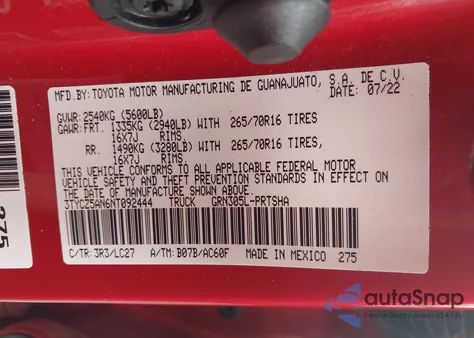 MFD.BY:TOYOTA MOTOR MANUFACTURING DE GUANAJUATO, S.A. DE C.V.
DATE: 07/22
GVWR: 2540KG (5600LB)
GAWR: FRT. 1335KG (2940LB) WITH 265/70R16 TIRES
16X7J RIMS
RR. 1490KG (3280LB) WITH 265/70R16 TIRES,
16X7J RIMS
THIS VEHICLE CONFORMS TO ALL APPLICABLE FEDERAL MOTOR
VEHICLE SAFETY AND THEFT PREVENTION STANDARDS IN EFFECT ON
THE DATE OF MANUFACTURE SHOWN ABOVE.
3TYCZ5AN6NT092444 TRUCK GRN305L-PRTSHA
C/TR: 3R3/LC27 A/TM: B07B/AC60F MADE IN MEXICO 275
275
autoSnap